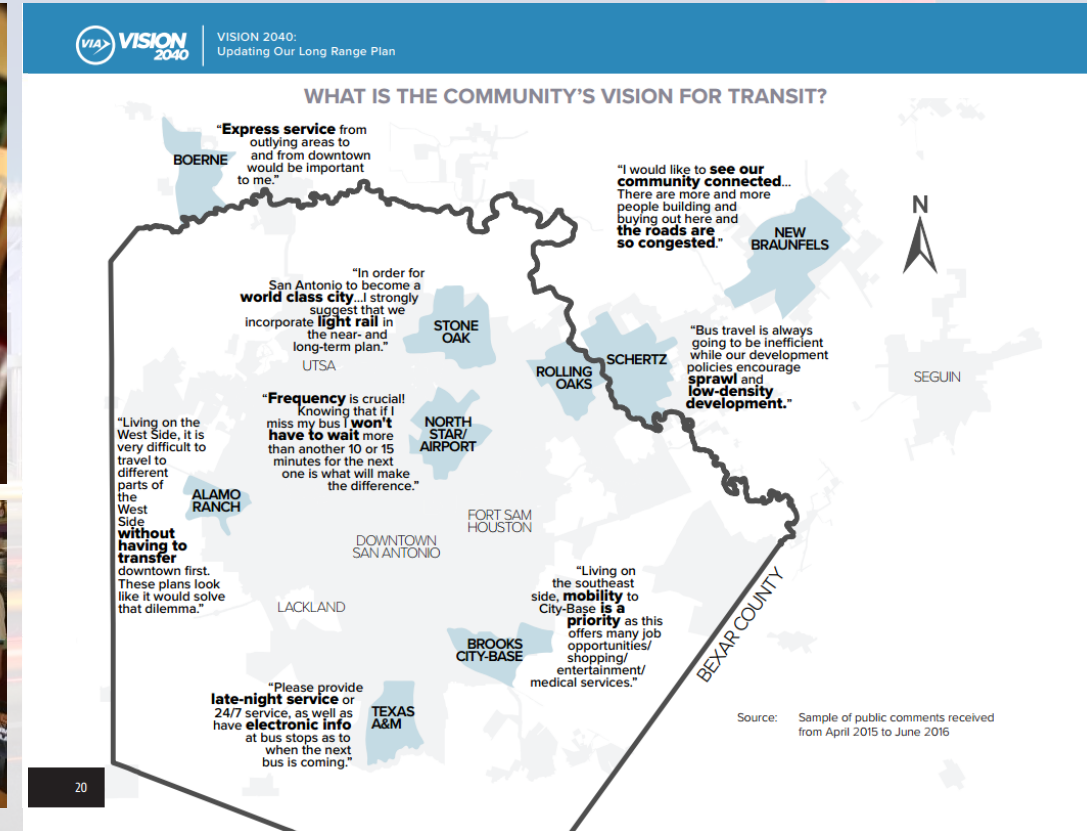 VIA VISION
2040
VISION 2040:
Updating Our Long Range Plan
WHAT IS THE COMMUNITY'S VISION FOR TRANSIT?
BOERNE
“Express service from
outlying areas to
and from downtown
would be important
to me.”
“I would like to see our
community connected...
There are more and more
people building and
buying out here and
the roads are
so congested.”
NEW
BRAUNFELS
N
“In order for
San Antonio to become a
world class city...I strongly
suggest that we
incorporate light rail in
the near- and
long-term plan.”
STONE
OAK
UTSA
ROLLING
OAKS
SCHERTZ
“Bus travel is always
going to be inefficient
while our development
policies encourage
sprawl and
low-density
development.”
SEGUIN
“Frequency is crucial!
Knowing that if I
miss my bus I won't
have to wait more
than another 10 or 15
minutes for the next
one is what will make
the difference.”
NORTH
STAR/
AIRPORT
“Living on the
West Side, it is
very difficult to
travel to
different
parts of
the
West
Side
without
having to
transfer
downtown first.
These plans look
like it would solve
that dilemma.”
ALAMO
RANCH
FORT SAM
HOUSTON
DOWNTOWN
SAN ANTONIO
LACKLAND
“Living on
the southeast
side, mobility to
City-Base is a
priority as this
offers many job
opportunities/
shopping/
entertainment/
medical services.”
BROOKS
CITY-BASE
BEXAR COUNTY
“Please provide
late-night service or
24/7 service, as well as
have electronic info
at bus stops as to
when the next
bus is coming.”
TEXAS
A&M
Source: Sample of public comments received
from April 2015 to June 2016
20